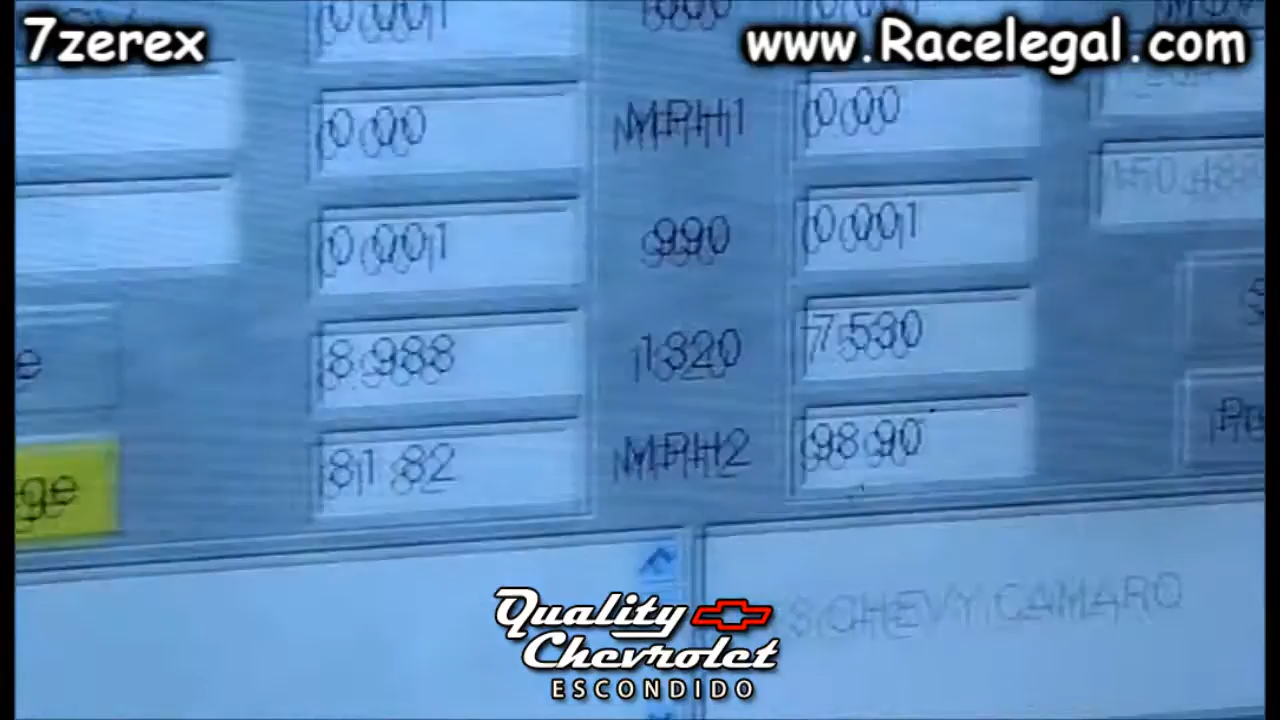 7zerex
www.Racelegal.com
0.001
0.00 MPH1 0.00
0.001 990 0.001
8.988 1320 7.530
81.82 MPH2 98.90
CHEVY CAMARO
Quality
Chevrolet
ESCONDIDO